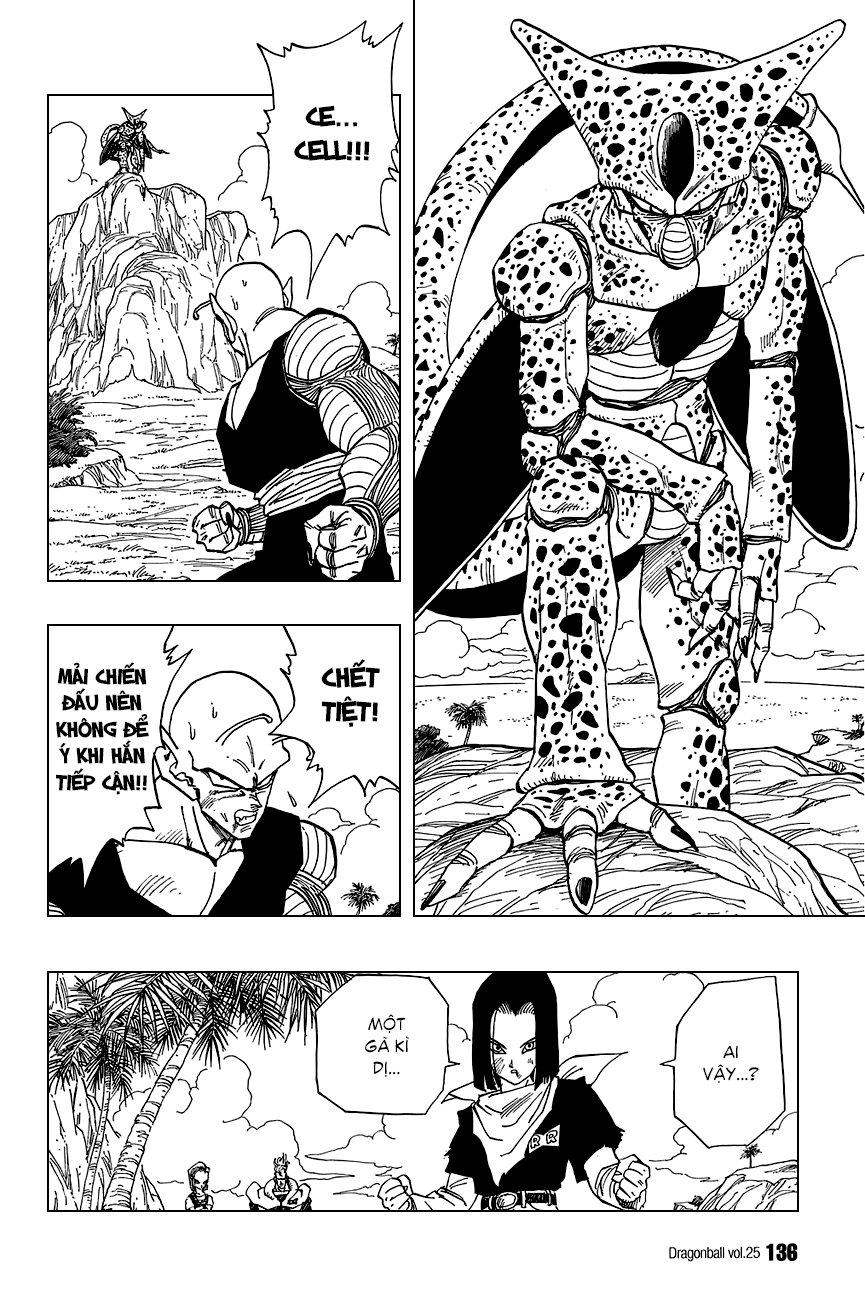 CE...
CELL!!!
CHẾT
TIỆT!
MẢI CHIẾN
ĐẤU NÊN
KHÔNG ĐỂ
Ý KHI HẮN
TIẾP CẬN!!
AI
VẬY...?
MỘT
GÃ KÌ
DỊ...
RR
Dragonball vol.25 136